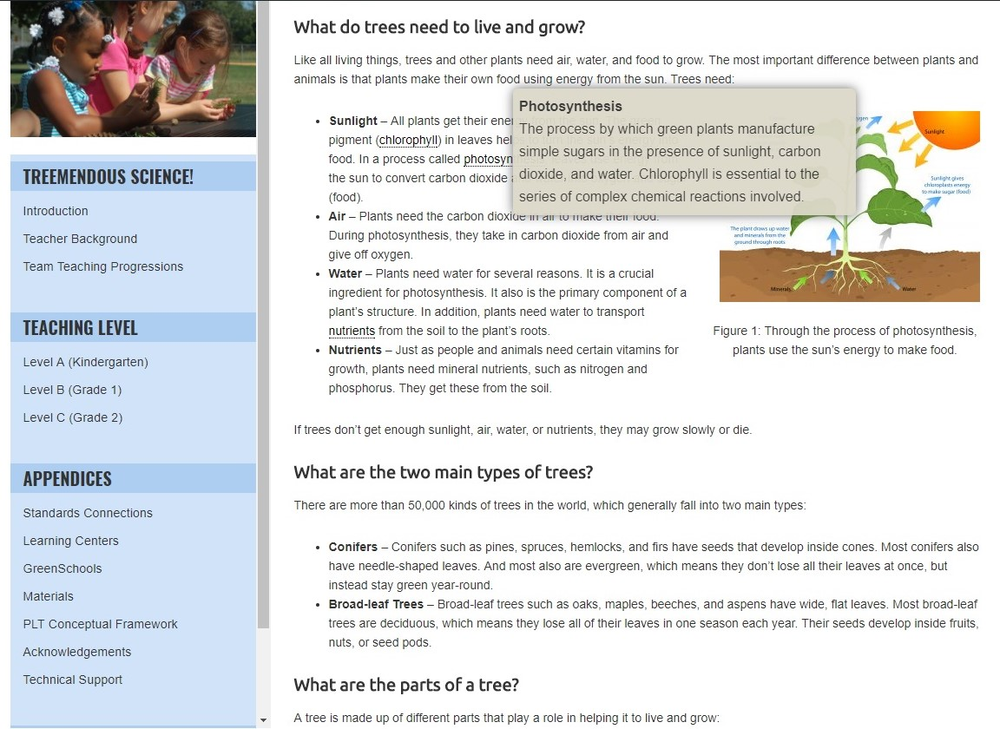 TREEMENDOUS SCIENCE!
Introduction
Teacher Background
Team Teaching Progressions
TEACHING LEVEL
Level A (Kindergarten)
Level B (Grade 1)
Level C (Grade 2)
APPENDICES
Standards Connections
Learning Centers
GreenSchools
Materials
PLT Conceptual Framework
Acknowledgements
Technical Support
What do trees need to live and grow?
Like all living things, trees and other plants need air, water, and food to grow. The most important difference between plants and
animals is that plants make their own food using energy from the sun. Trees need:
Photosynthesis
The process by which green plants manufacture
simple sugars in the presence of sunlight, carbon
dioxide, and water. Chlorophyll is essential to the
series of complex chemical reactions involved.
• Sunlight – All plants get their ener
pigment (chlorophyll) in leaves hel
food. In a process called photosyn
the sun to convert carbon dioxide
(food).
• Air – Plants need the carbon dioxide in air to make their food.
During photosynthesis, they take in carbon dioxide from air and
give off oxygen.
• Water – Plants need water for several reasons. It is a crucial
ingredient for photosynthesis. It also is the primary component of a
plant’s structure. In addition, plants need water to transport
nutrients from the soil to the plant’s roots.
• Nutrients – Just as people and animals need certain vitamins for
growth, plants need mineral nutrients, such as nitrogen and
phosphorus. They get these from the soil.
ygen
Sunlight
Sunlight gives
chloroplasts energy
to make sugar (food)
The plant draws up water
and minerals from the
ground through roots
Minerals
Water
Figure 1: Through the process of photosynthesis,
plants use the sun’s energy to make food.
If trees don’t get enough sunlight, air, water, or nutrients, they may grow slowly or die.
What are the two main types of trees?
There are more than 50,000 kinds of trees in the world, which generally fall into two main types:
• Conifers – Conifers such as pines, spruces, hemlocks, and firs have seeds that develop inside cones. Most conifers also
have needle-shaped leaves. And most also are evergreen, which means they don’t lose all their leaves at once, but
instead stay green year-round.
• Broad-leaf Trees – Broad-leaf trees such as oaks, maples, beeches, and aspens have wide, flat leaves. Most broad-leaf
trees are deciduous, which means they lose all of their leaves in one season each year. Their seeds develop inside fruits,
nuts, or seed pods.
What are the parts of a tree?
A tree is made up of different parts that play a role in helping it to live and grow: